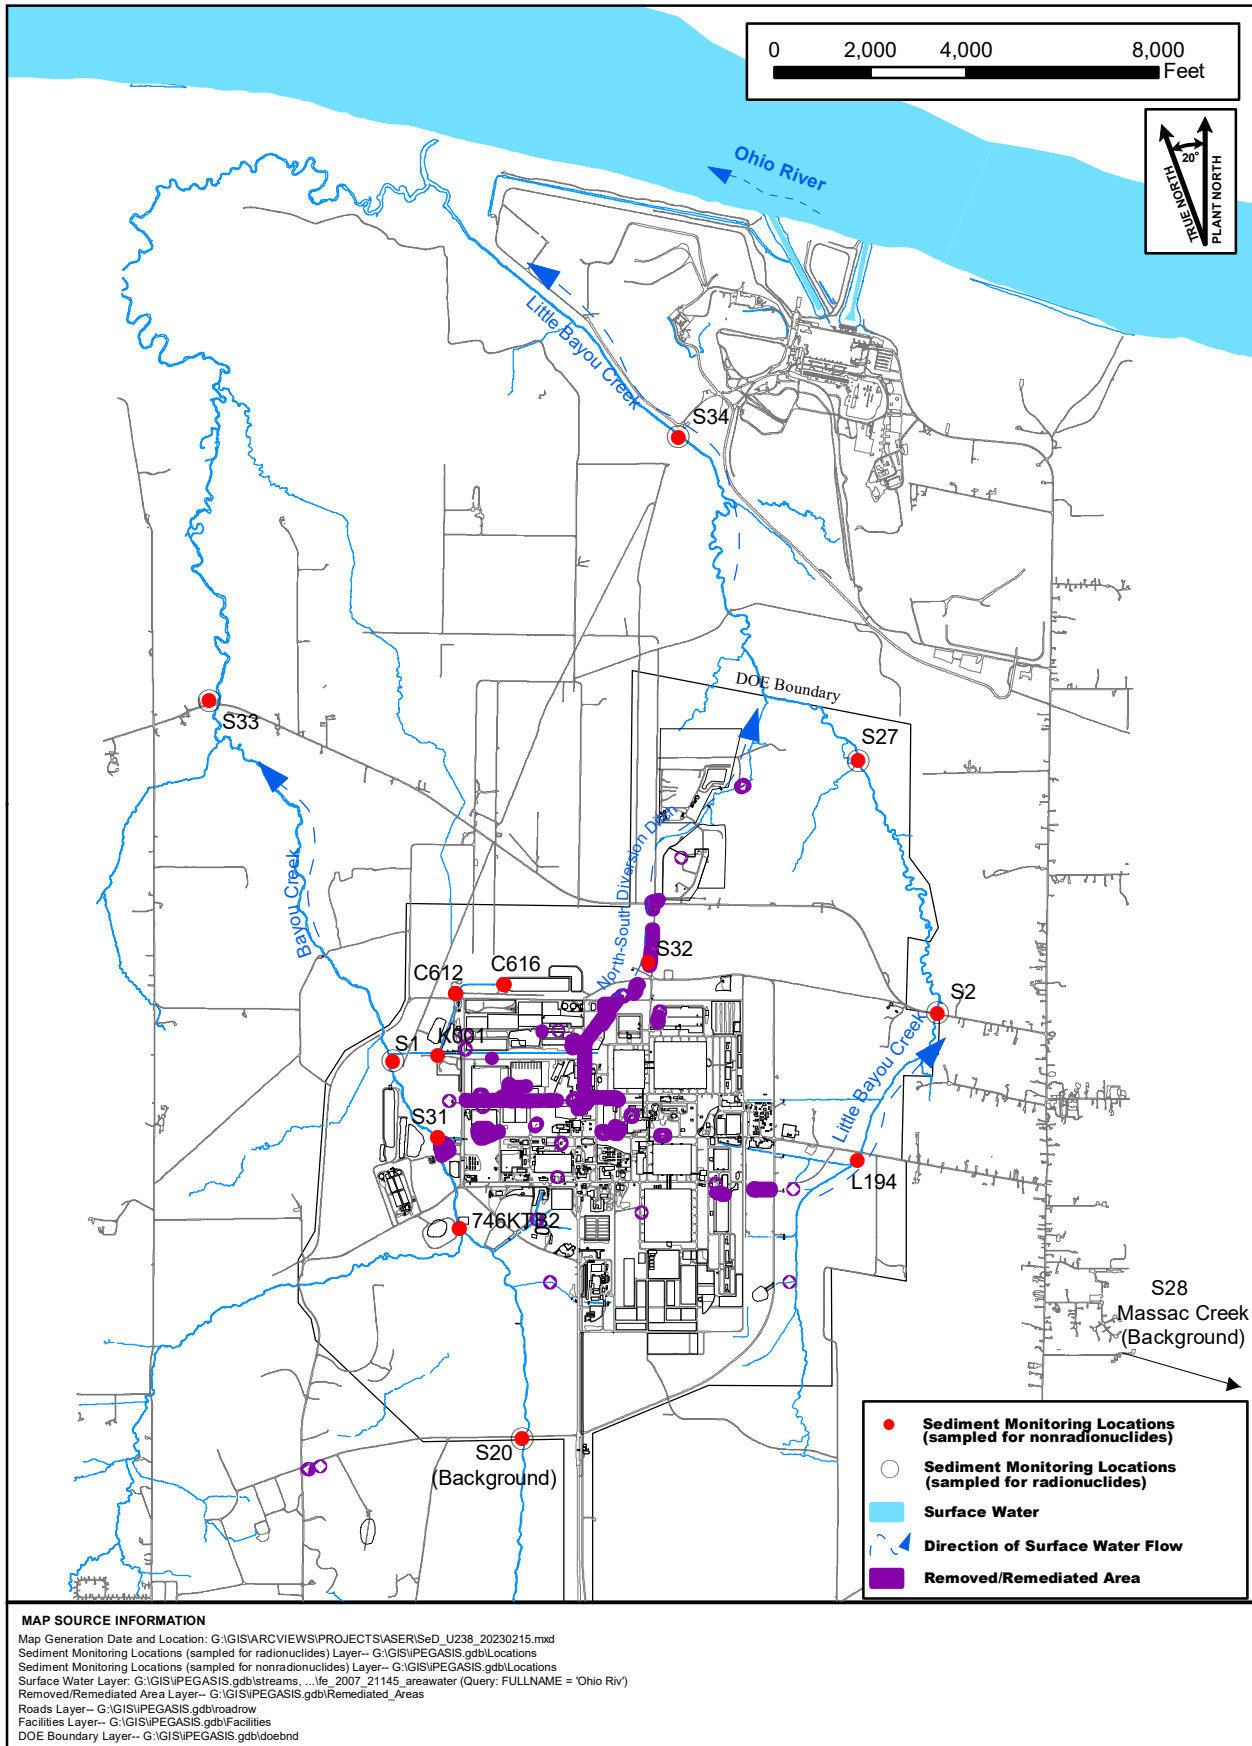 0 2,000 4,000 8,000
Feet
TRUE NORTH
20°
PLANT NORTH
Ohio River
Little Bayou Creek
S34
DOE Boundary
S33
S27
North-South Diversion Ditch
Bayou Creek
S32
C616
C612
S2
K001
S1
Little Bayou Creek
S31
L194
746KTB2
S28
Massac Creek
(Background)
S20
(Background)
Sediment Monitoring Locations
(sampled for nonradionuclides)
Sediment Monitoring Locations
(sampled for radionuclides)
Surface Water
Direction of Surface Water Flow
Removed/Remediated Area
MAP SOURCE INFORMATION
Map Generation Date and Location: G:\GIS\ARCVIEWS\PROJECTS\ASER\SeD_U238_20230215.mxd
Sediment Monitoring Locations (sampled for radionuclides) Layer-- G:\GIS\iPEGASIS.gdb\Locations
Sediment Monitoring Locations (sampled for nonradionuclides) Layer-- G:\GIS\iPEGASIS.gdb\Locations
Surface Water Layer: G:\GIS\iPEGASIS.gdb\streams, ...\fe_2007_21145_areawater (Query: FULLNAME = 'Ohio Riv')
Removed/Remediated Area Layer-- G:\GIS\iPEGASIS.gdb\Remediated_Areas
Roads Layer-- G:\GIS\iPEGASIS.gdb\roadrow
Facilities Layer-- G:\GIS\iPEGASIS.gdb\Facilities
DOE Boundary Layer-- G:\GIS\iPEGASIS.gdb\doebnd